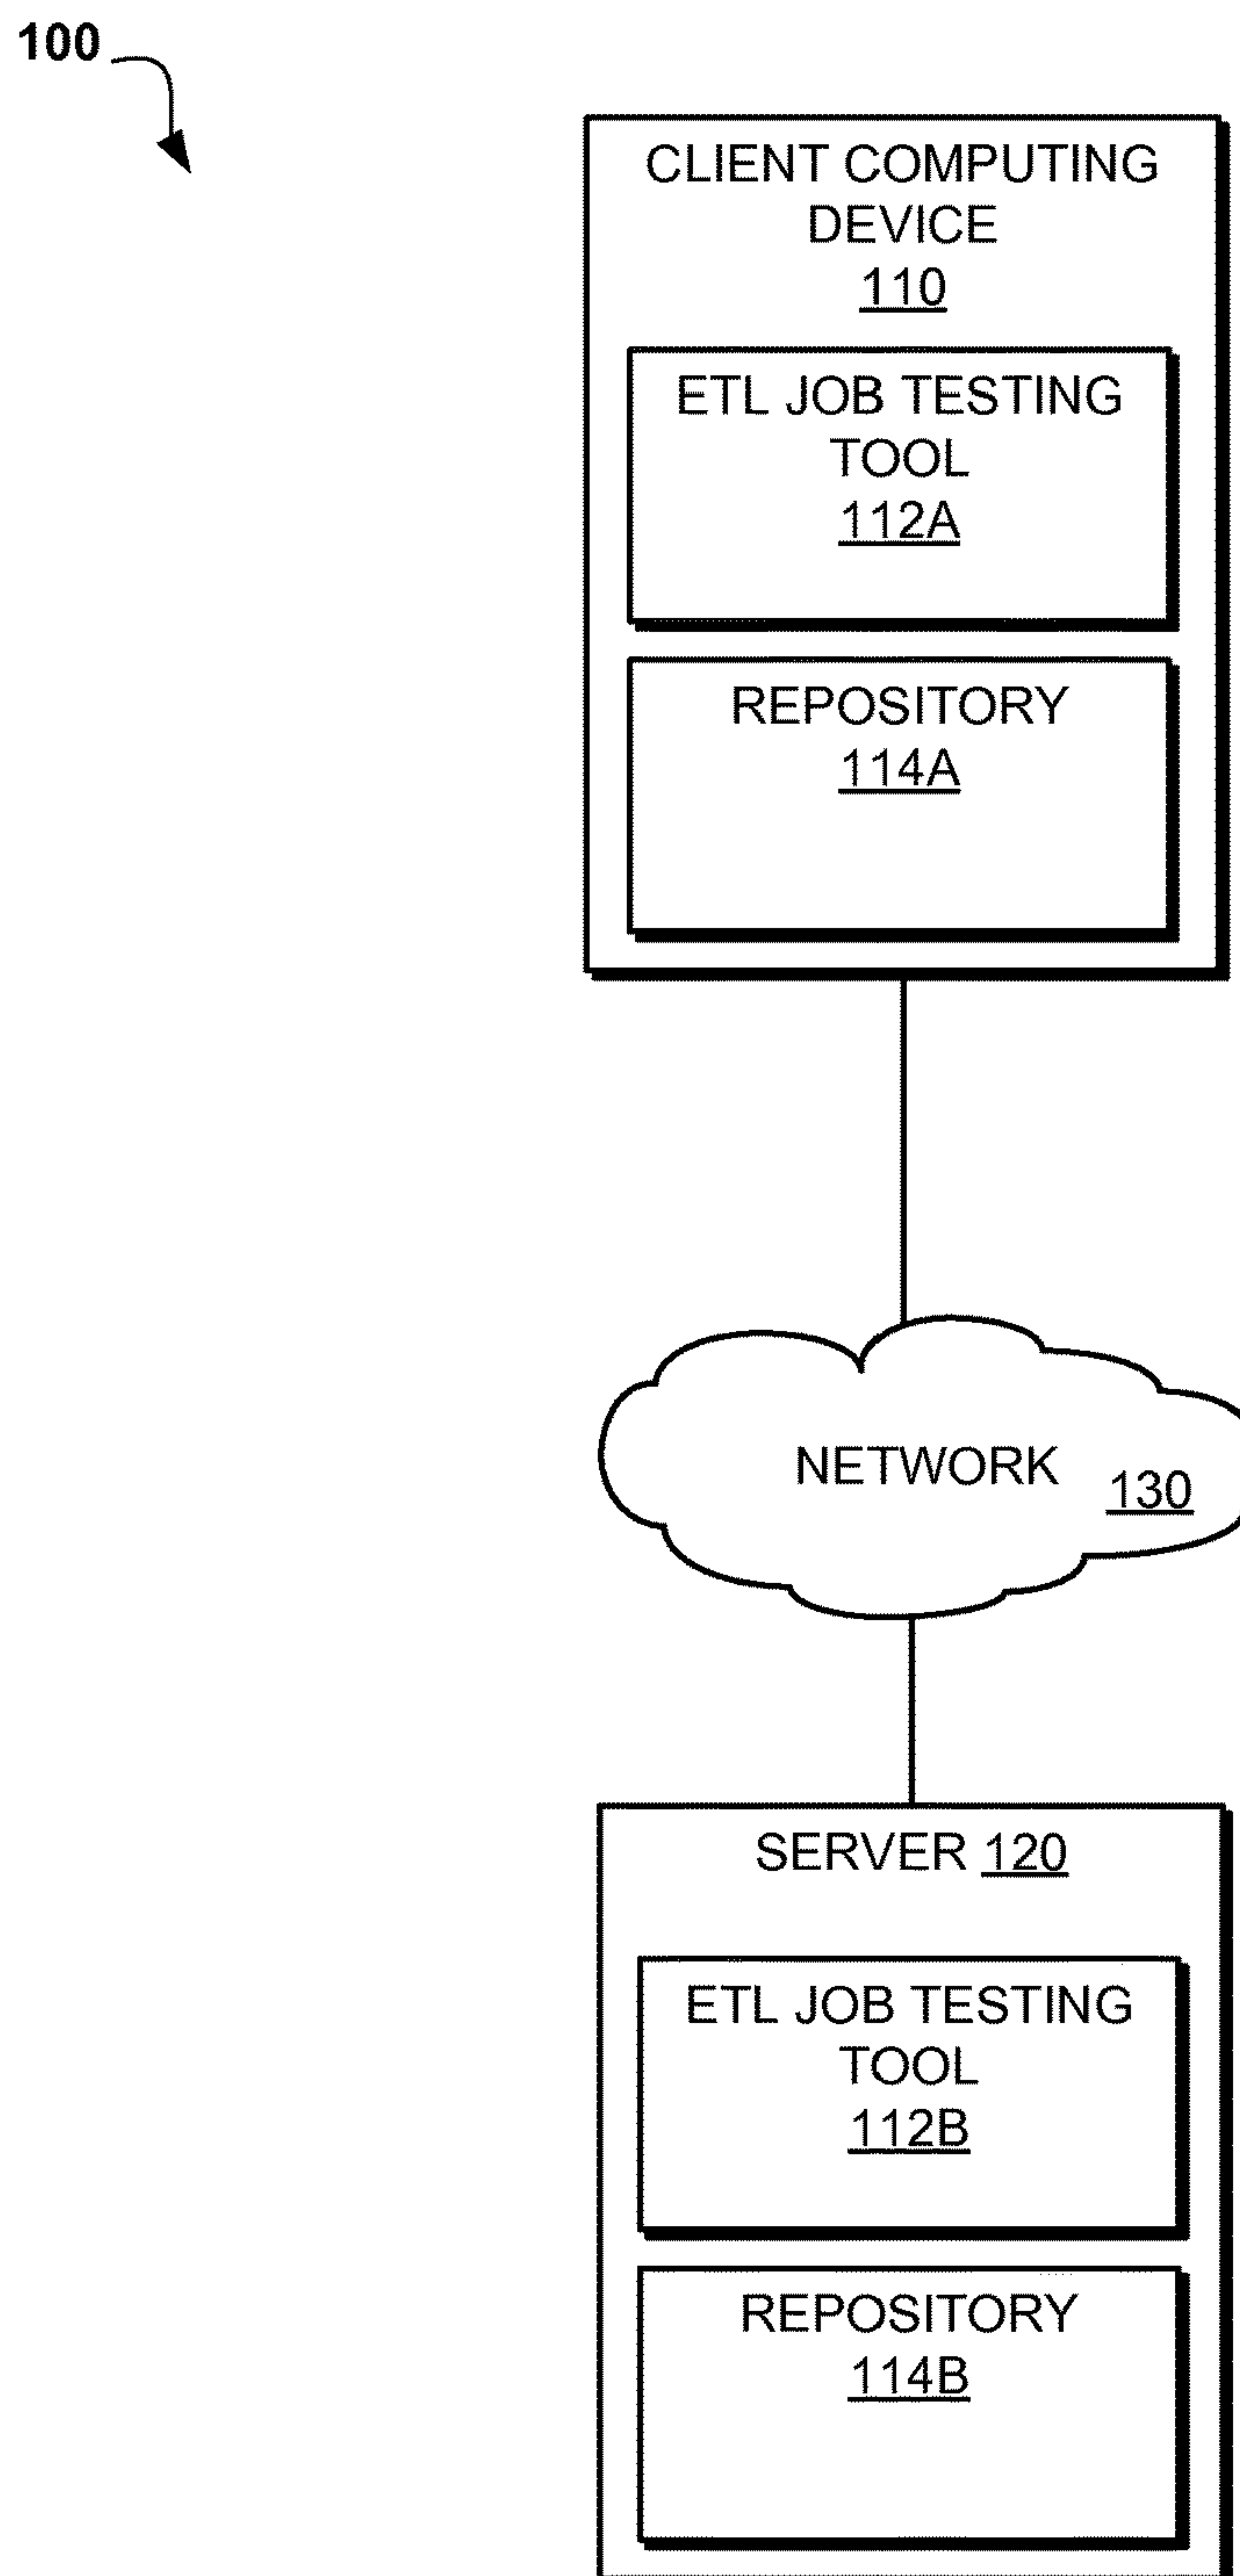 100
CLIENT COMPUTING
DEVICE
110
ETL JOB TESTING
TOOL
112A
REPOSITORY
114A
NETWORK 130
SERVER 120
ETL JOB TESTING
TOOL
112B
REPOSITORY
114B